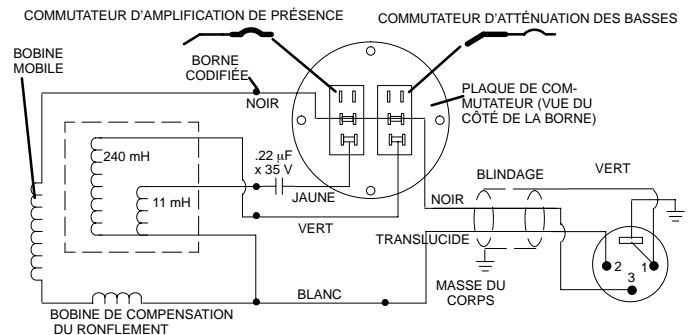 COMMUTATEUR D'AMPLIFICATION DE PRÉSENCE
COMMUTATEUR D'ATTÉNUATION DES BASSES
BOBINE
MOBILE
BORNE
CODIFIÉE
NOIR
PLAQUE DE COM-
MUTATEUR (VUE DU
CÔTÉ DE LA BORNE)
240 mH
11 mH
.22 µF
x 35 V
JAUNE
VERT
BLINDAGE
VERT
NOIR
TRANSLUCIDE
2
1
3
MASSE DU
CORPS
BLANC
BOBINE DE COMPENSATION
DU RONFLEMENT